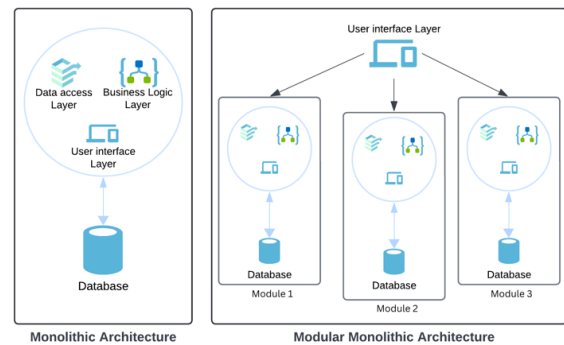 Data access
Layer
Business Logic
Layer
User interface
Layer
Database
Monolithic Architecture
User interface Layer
Database
Module 1
Database
Module 2
Database
Module 3
Modular Monolithic Architecture